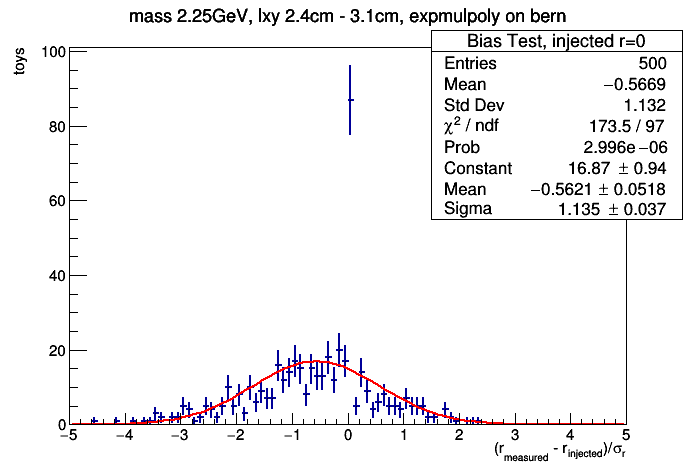 mass 2.25GeV, lxy 2.4cm - 3.1cm, expmulpoly on bern
Bias Test, injected r=0
Entries 500
Mean −0.5669
Std Dev 1.132
χ² / ndf 173.5 / 97
Prob 2.996e−06
Constant 16.87 ± 0.94
Mean −0.5621 ± 0.0518
Sigma 1.135 ± 0.037
toys
100
80
60
40
20
0
−5 −4 −3 −2 −1 0 1 2 3 4 5
(r_measured - r_injected)/σ_r